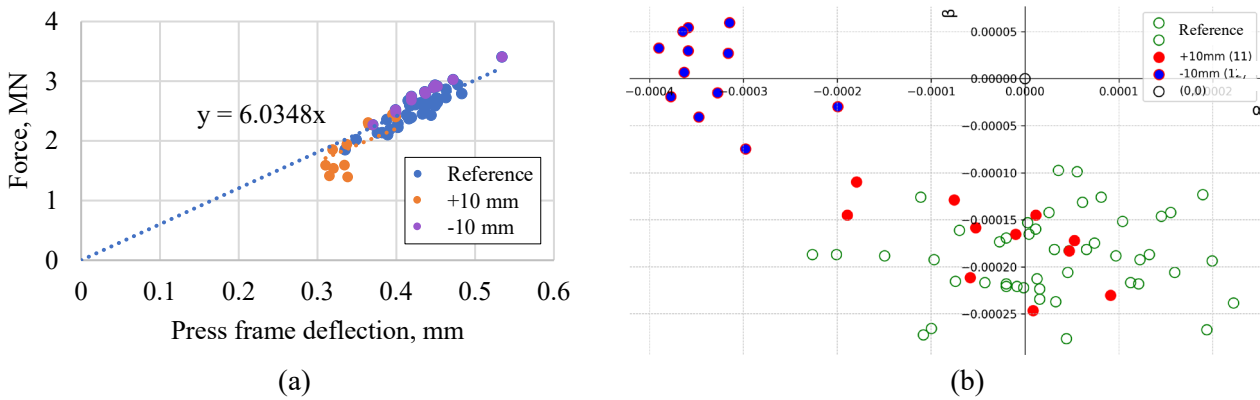 4
3
2
1
0
Force, MN
y = 6.0348x
Reference
+10 mm
-10 mm
0
0.1
0.2
0.3
0.4
0.5
0.6
Press frame deflection, mm
(a)
β
0.00005
0.00000
−0.00005
−0.00010
−0.00015
−0.00020
−0.00025
−0.0004
−0.0003
−0.0002
−0.0001
0.0000
0.0001
α
Reference
+10mm (11)
-10mm
(0,0)
(b)